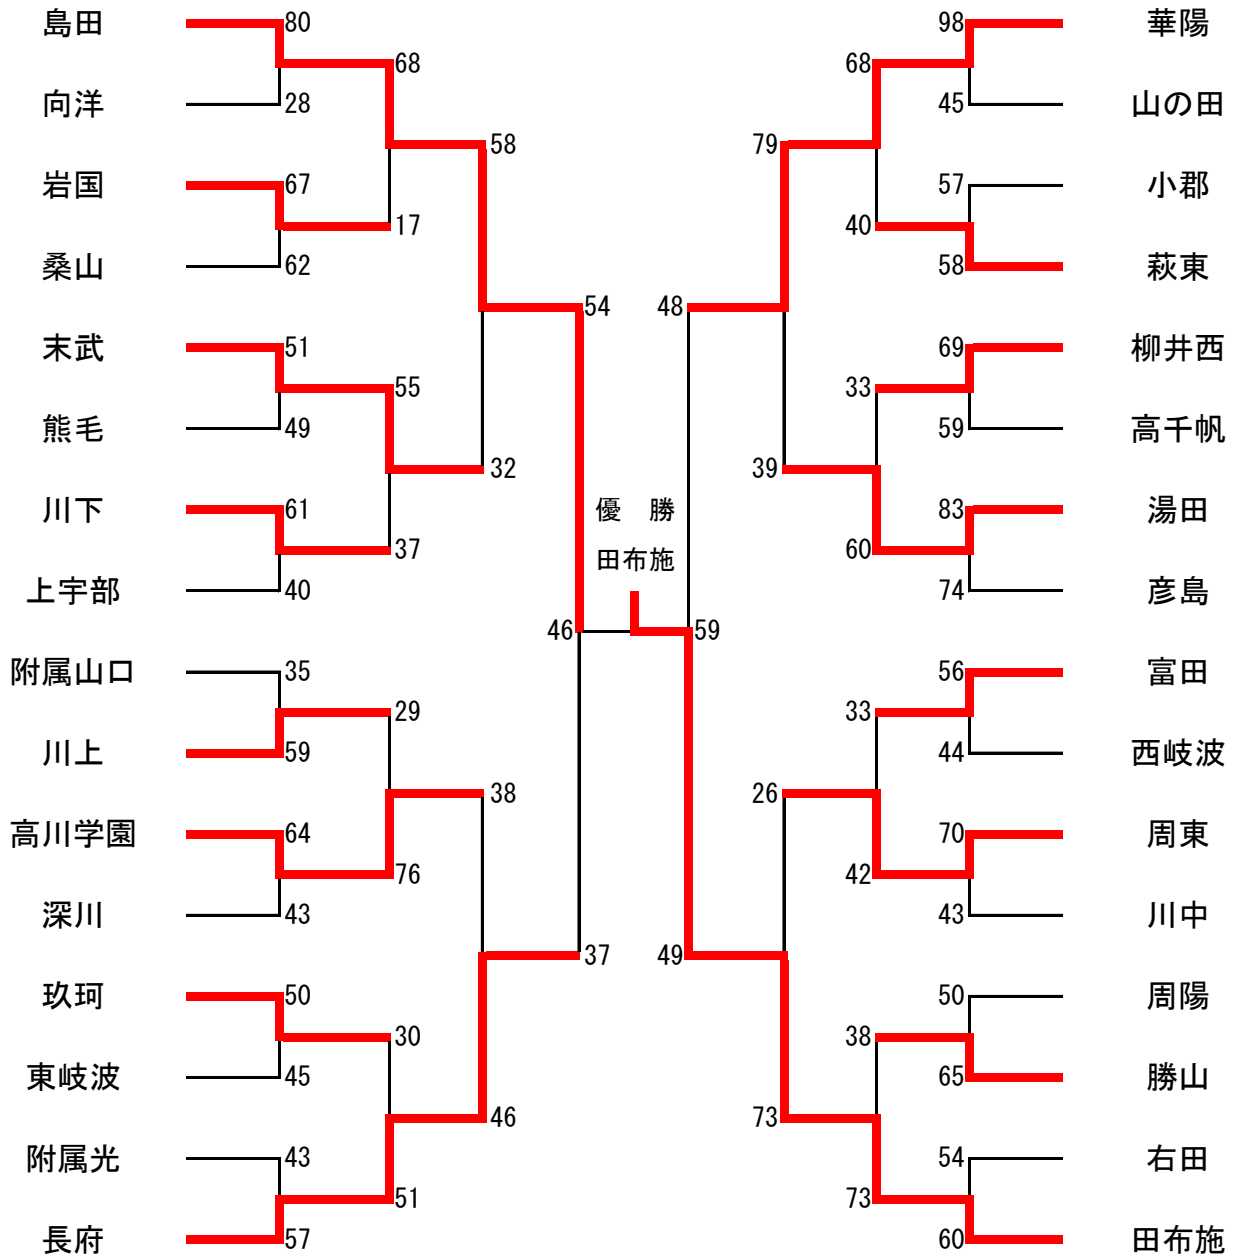 島田 80 68 98 華陽
68
向洋 28 45 山の田
58 79
岩国 67 57 小郡
17 40
桑山 62 58 萩東
54 48
末武 51 69 柳井西
55 33
熊毛 49 59 高千帆
32 39
川下 61 優 勝 83 湯田
37 田布施 60
上宇部 40 74 彦島
46 59
附属山口 35 56 富田
29 33
川上 59 44 西岐波
38 26
高川学園 64 70 周東
76 42
深川 43 43 川中
37 49
玖珂 50 50 周陽
30 38
東岐波 45 65 勝山
46 73
附属光 43 54 右田
51 73
長府 57 60 田布施